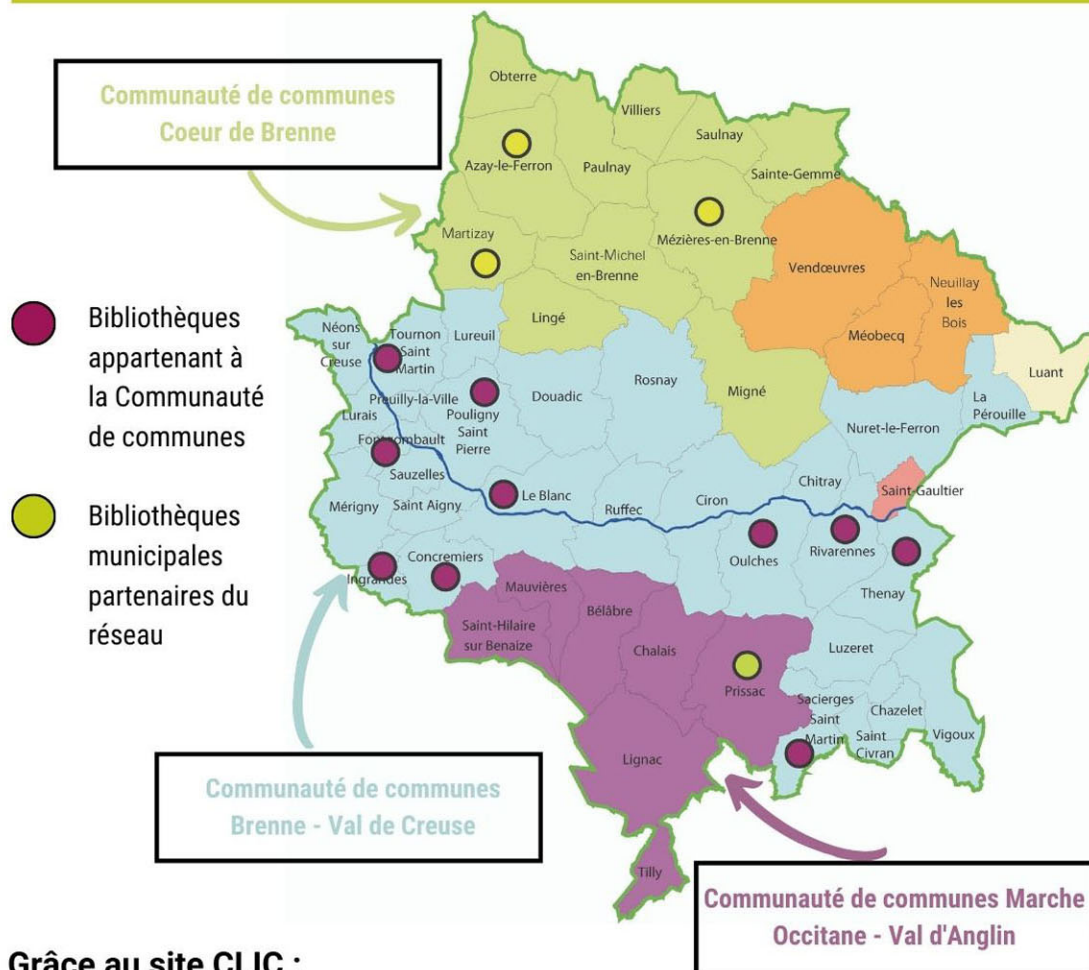 Communauté de communes
Coeur de Brenne
Obterre
Villiers
Saulnay
Azay-le-Ferron
Paulnay
Sainte-Gemme
Martizay
Mézières-en-Brenne
Saint-Michel
en-Brenne
Vendœuvres
Neuillay
les
Bois
Lingé
Méobecq
Migné
Luant
Bibliothèques
appartenant à
la Communauté
de communes
Bibliothèques
municipales
partenaires du
réseau
Néons
sur
Creuse
Tournon
Saint
Martin
Lureuil
Preuilly-la-Ville
Pouligny
Saint
Pierre
Douadic
Rosnay
La
Pérouille
Nuret-le-Ferron
Lurais
Fontgombault
Sauzelles
Saint-Gaultier
Chitray
Mérigny
Saint Aigny
Le Blanc
Ruffec
Ciron
Oulches
Rivarennes
Thenay
Ingrandes
Concremiers
Mauvières
Bélâbre
Saint-Hilaire
sur Benaize
Chalais
Prissac
Luzeret
Sacierges
Saint
Martin
Chazelet
Saint
Civran
Vigoux
Lignac
Tilly
Communauté de communes
Brenne - Val de Creuse
Communauté de communes Marche
Occitane - Val d'Anglin
Grâce au site CLIC :